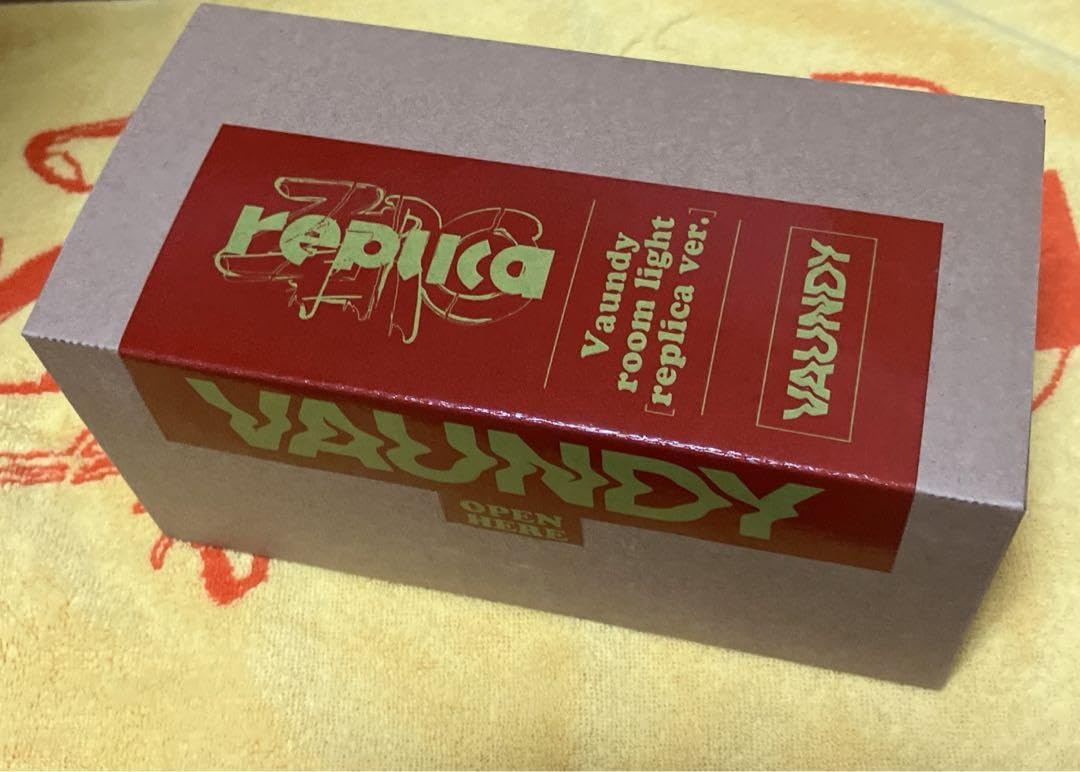 replica
Vaundy
room light
[replica ver.]
VAUNDY
VAUNDY
OPEN
HERE